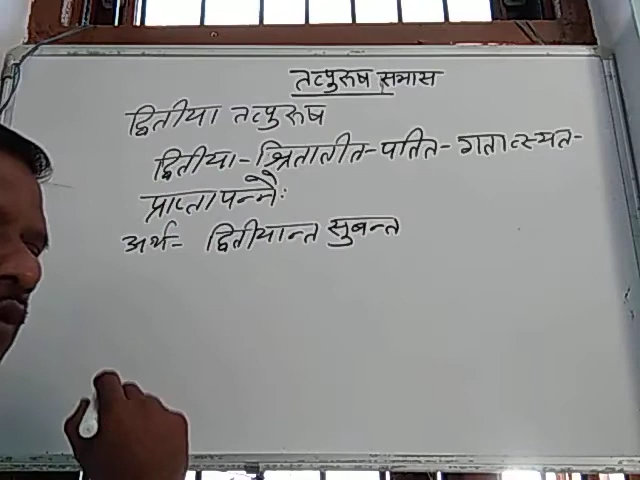 तत्पुरुष समास
द्वितीया तत्पुरुष
द्वितीया-श्रितातीत-पतित-गतात्यस्त-
प्राप्तापन्नैः
अर्थ- द्वितीयान्त सुबन्त